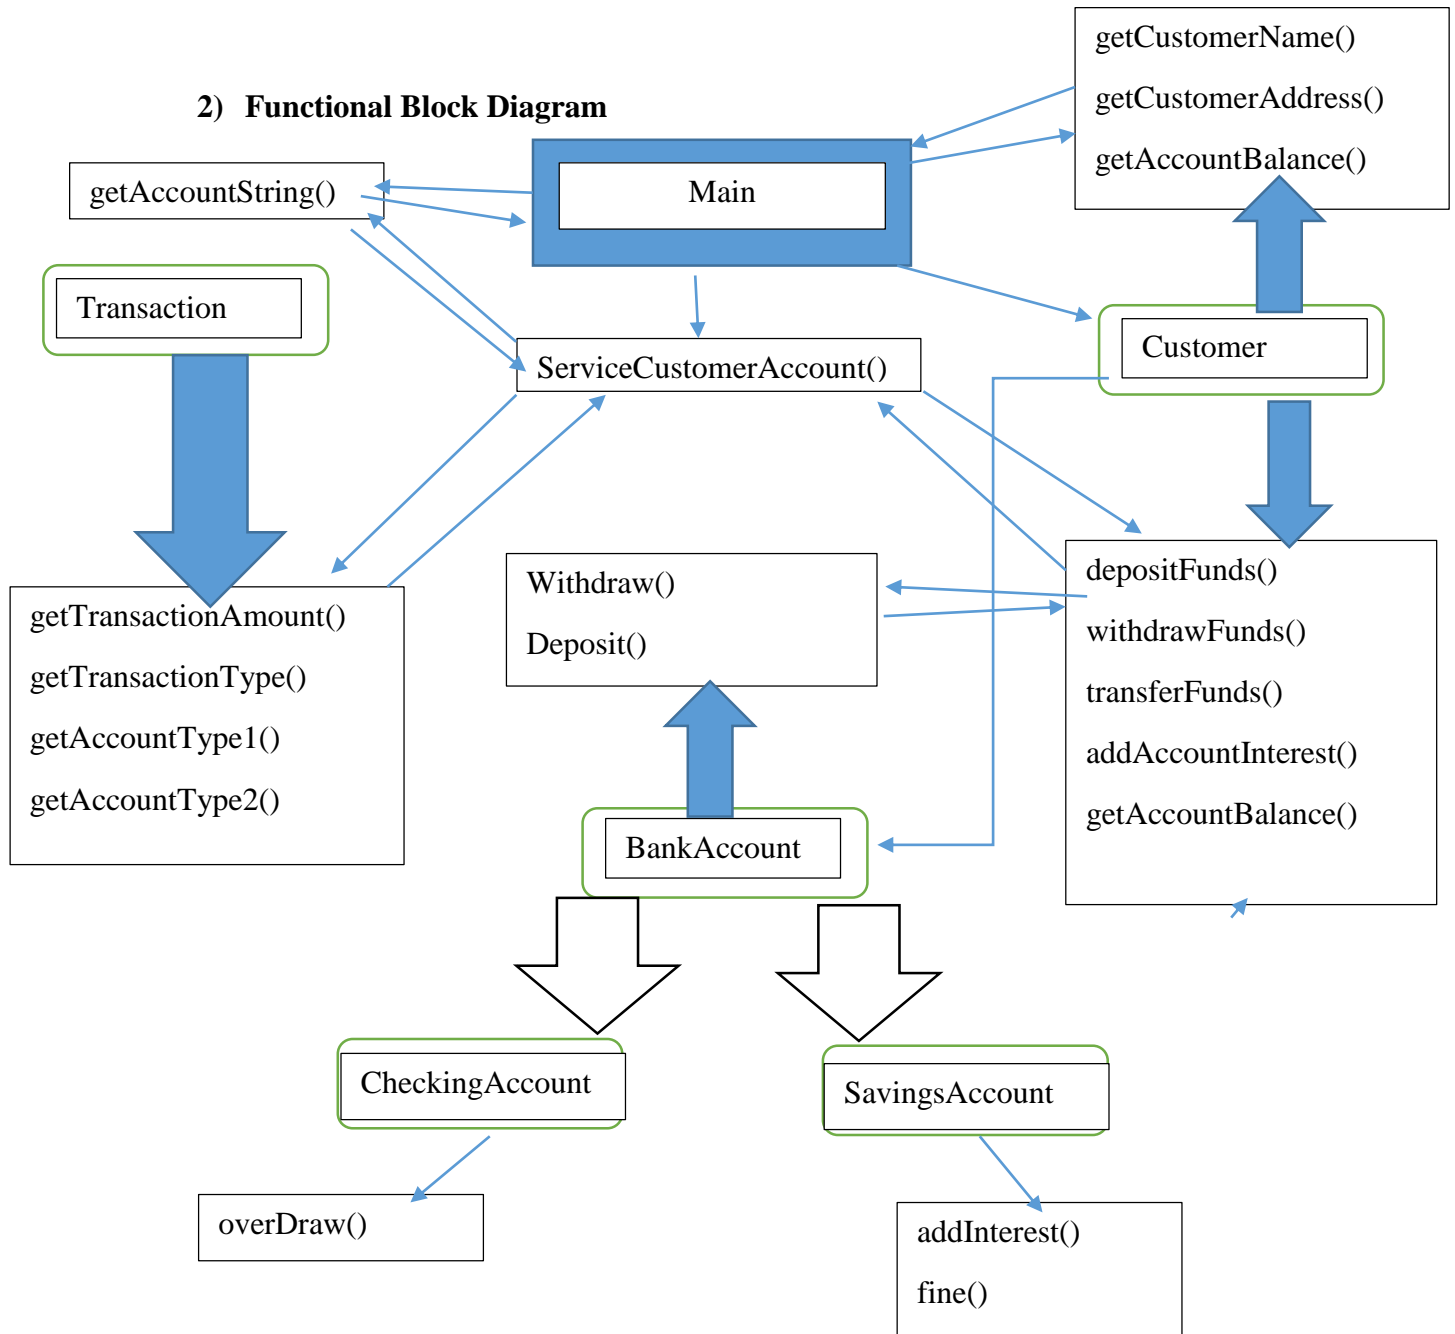 getCustomerName()
getCustomerAddress()
getAccountBalance()
2) Functional Block Diagram
Main
getAccountString()
Transaction
ServiceCustomerAccount()
Customer
getTransactionAmount()
getTransactionType()
getAccountType1()
getAccountType2()
Withdraw()
Deposit()
depositFunds()
withdrawFunds()
transferFunds()
addAccountInterest()
getAccountBalance()
BankAccount
CheckingAccount
SavingsAccount
overDraw()
addInterest()
fine()